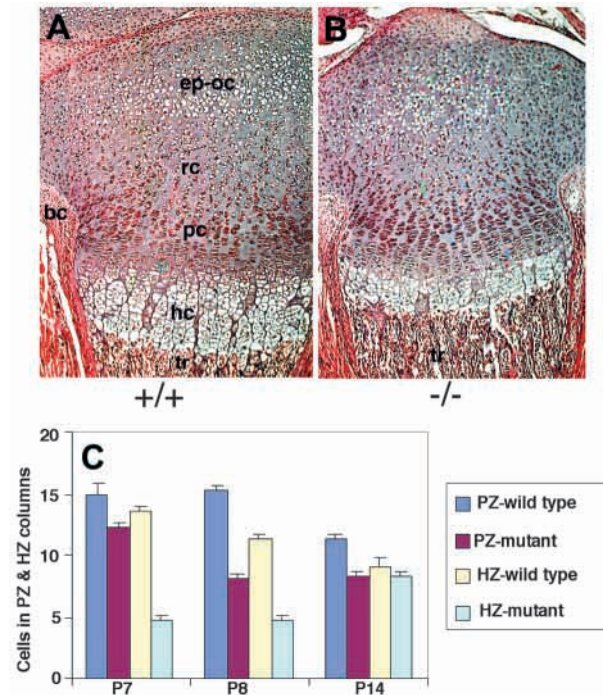 A
B
ep-oc
rc
bc
pc
hc
tr
tr
+/+
-/-
C
Cells in PZ & HZ columns
20
15
10
5
0
P7
P8
P14
PZ-wild type
PZ-mutant
HZ-wild type
HZ-mutant